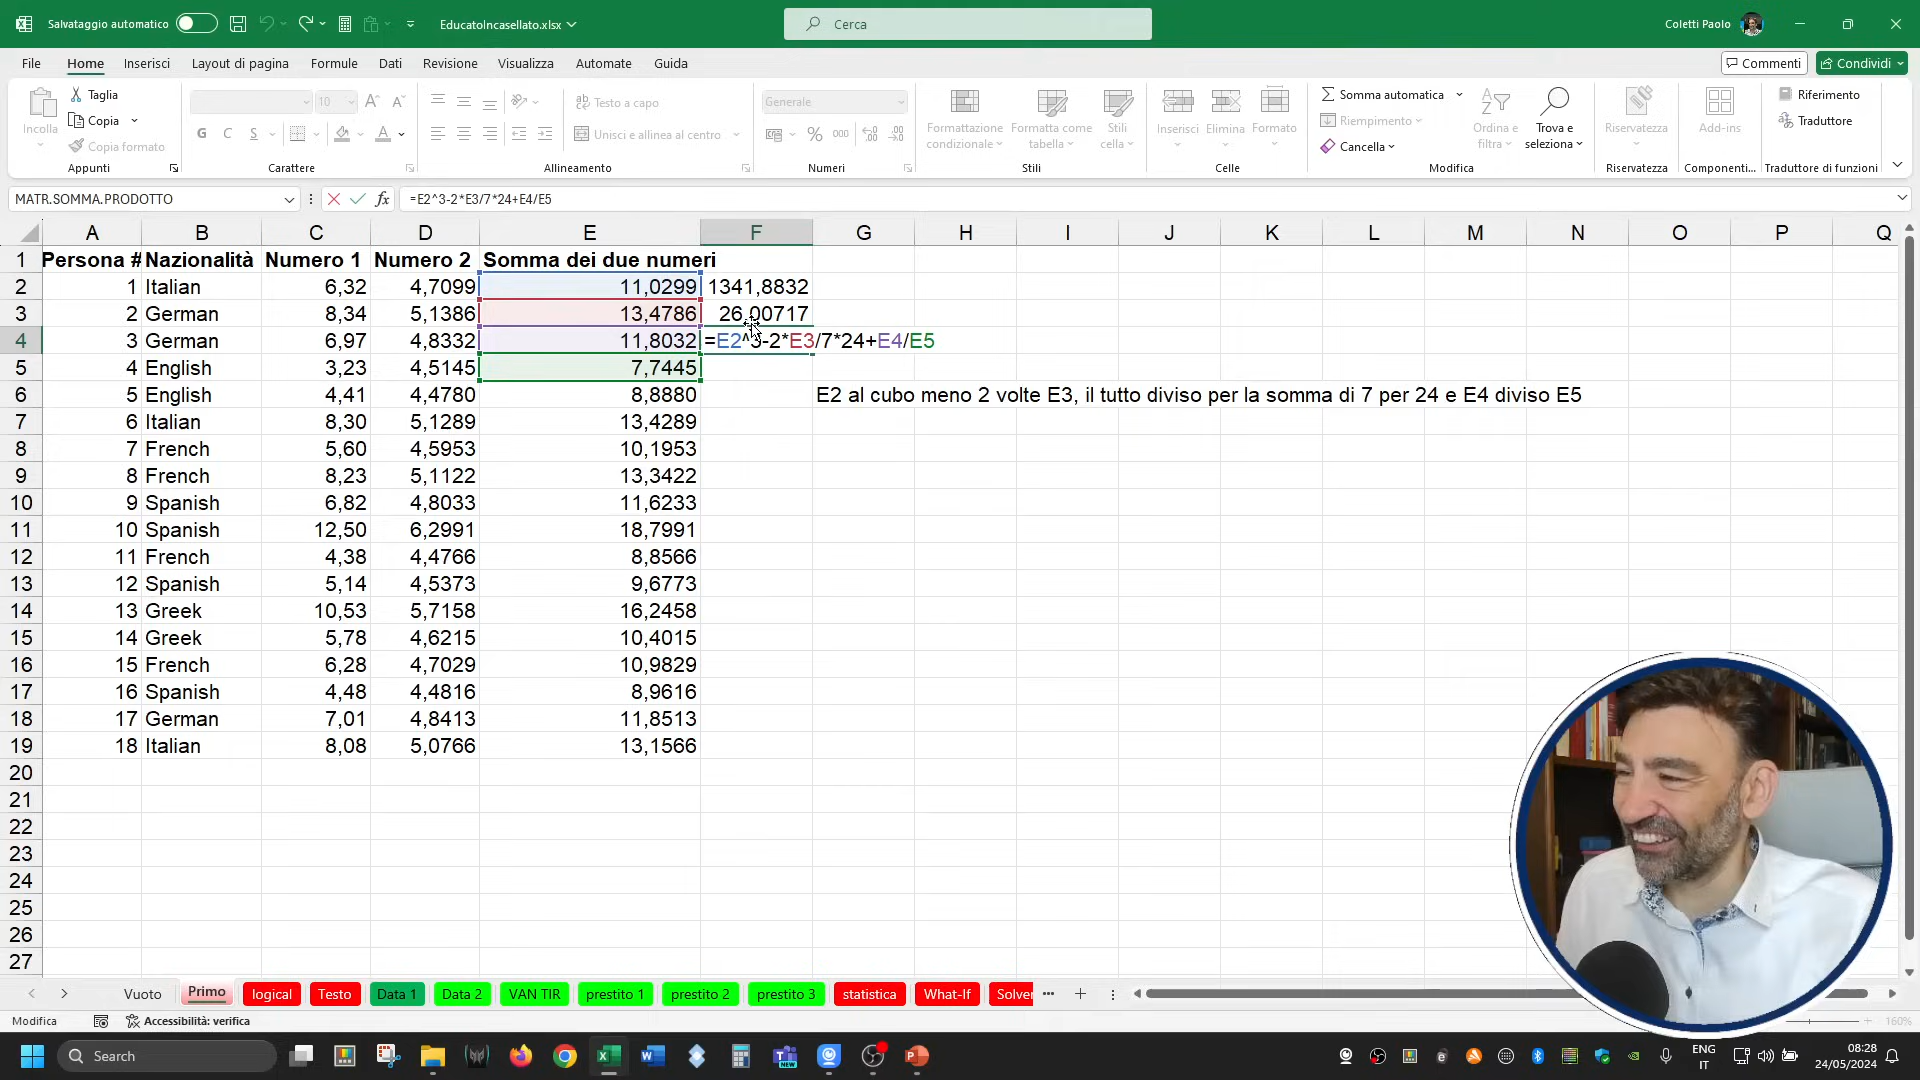 Salvataggio automatico
EducatoIncasellato.xlsx
Cerca
Coletti Paolo
File Home Inserisci Layout di pagina Formule Dati Revisione Visualizza Automate Guida
Commenti Condividi
Incolla
Taglia
Copia
Copia formato
Appunti
10
G C S
Carattere
Testo a capo
Unisci e allinea al centro
Allineamento
Generale
% 000
Numeri
Formattazione condizionale
Formatta come tabella
Stili cella
Stili
Inserisci Elimina Formato
Celle
Somma automatica
Riempimento
Cancella
Ordina e filtri
Trova e seleziona
Modifica
Riservatezza
Riservatezza
Add-ins
Componenti...
Riferimento
Traduttore
Traduttore di funzioni
MATR.SOMMA.PRODOTTO fx =E2^3-2*E3/7*24+E4/E5
A B C D E F G H I J K L M N O P Q
1 Persona # Nazionalità Numero 1 Numero 2 Somma dei due numeri
2 1 Italian 6,32 4,7099 11,0299 1341,8832
3 2 German 8,34 5,1386 13,4786 26,00717
4 3 German 6,97 4,8332 11,8032 =E2^3-2*E3/7*24+E4/E5
5 4 English 3,23 4,5145 7,7445
6 5 English 4,41 4,4780 8,8880 E2 al cubo meno 2 volte E3, il tutto diviso per la somma di 7 per 24 e E4 diviso E5
7 6 Italian 8,30 5,1289 13,4289
8 7 French 5,60 4,5953 10,1953
9 8 French 8,23 5,1122 13,3422
10 9 Spanish 6,82 4,8033 11,6233
11 10 Spanish 12,50 6,2991 18,7991
12 11 French 4,38 4,4766 8,8566
13 12 Spanish 5,14 4,5373 9,6773
14 13 Greek 10,53 5,7158 16,2458
15 14 Greek 5,78 4,6215 10,4015
16 15 French 6,28 4,7029 10,9829
17 16 Spanish 4,48 4,4816 8,9616
18 17 German 7,01 4,8413 11,8513
19 18 Italian 8,08 5,0766 13,1566
20
21
22
23
24
25
26
27
Vuoto Primo logical Testo Data 1 Data 2 VAN TIR prestito 1 prestito 2 prestito 3 statistica What-If Solver
Modifica Accessibilità: verifica 160%
Search
ENG
IT
08:28
24/05/2024